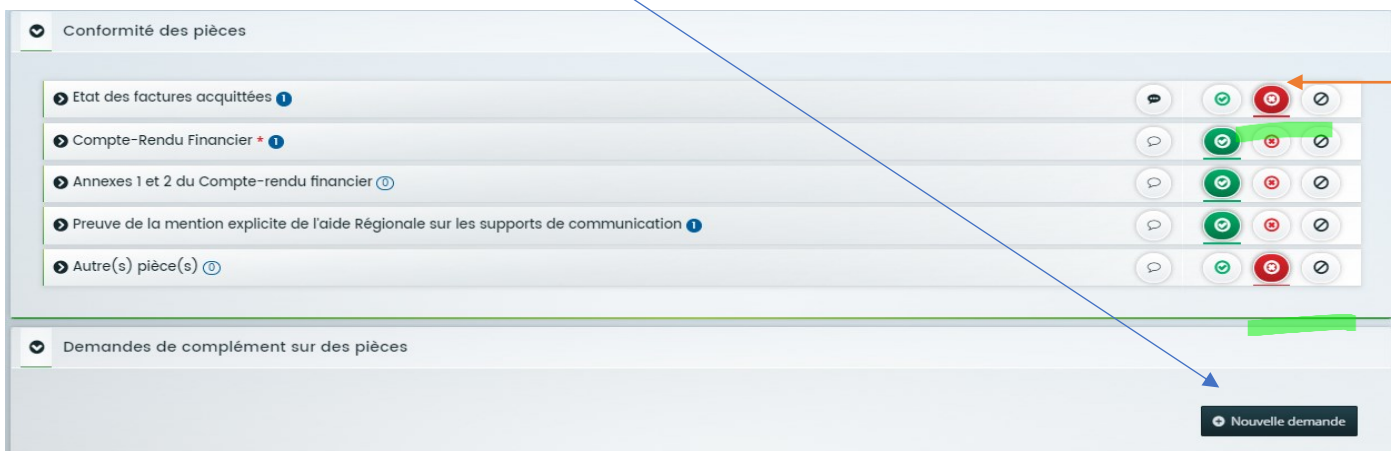 Conformité des pièces
Etat des factures acquittées 1
Compte-Rendu Financier * 1
Annexes 1 et 2 du Compte-rendu financier 0
Preuve de la mention explicite de l'aide Régionale sur les supports de communication 1
Autre(s) pièce(s) 0
Demandes de complément sur des pièces
Nouvelle demande